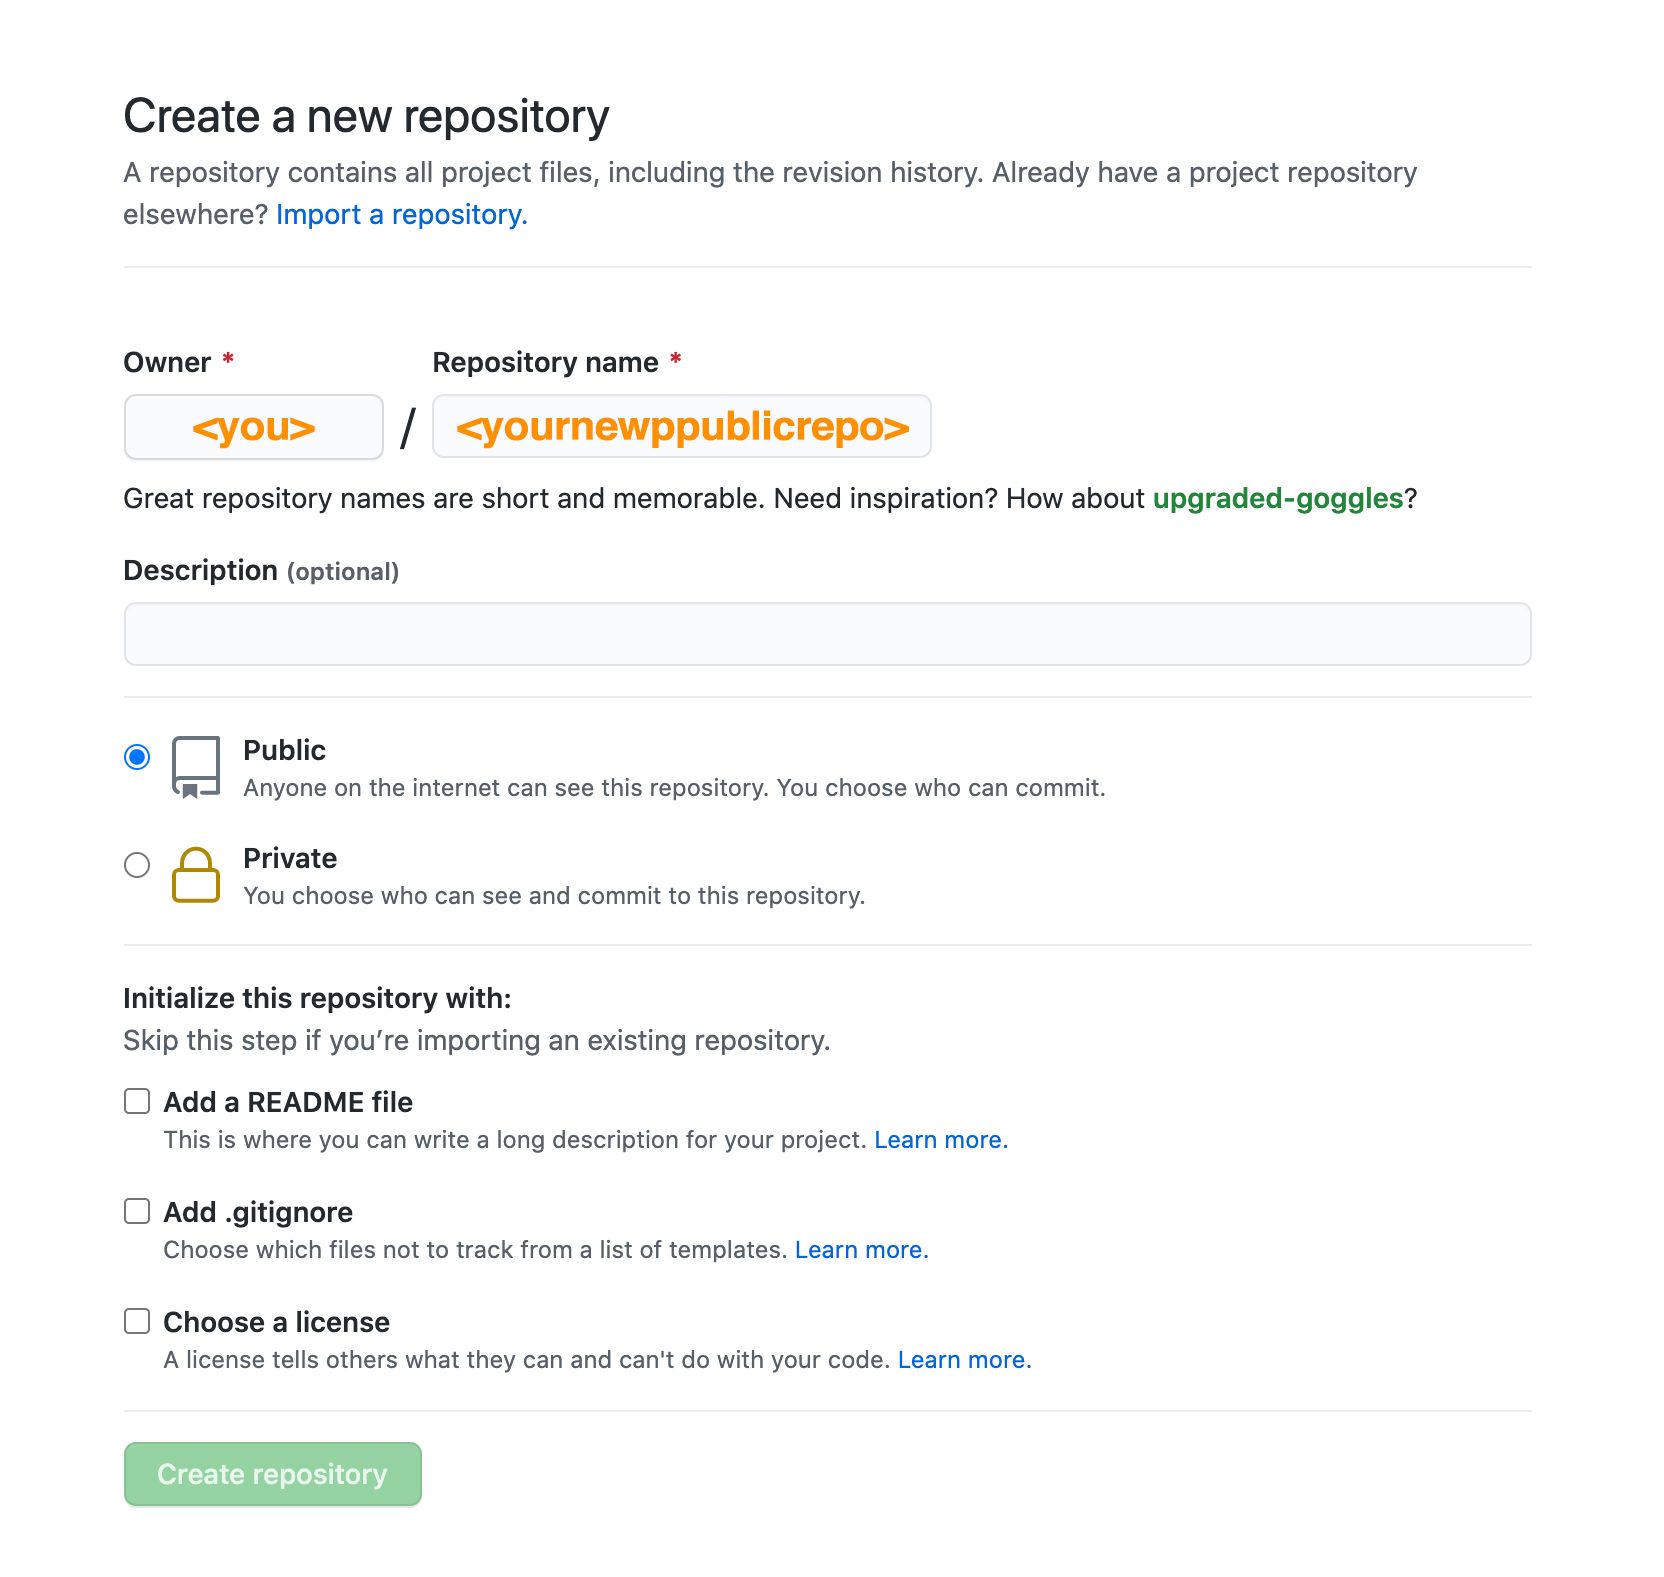 Create a new repository
A repository contains all project files, including the revision history. Already have a project repository
elsewhere? Import a repository.
Owner * Repository name *
<you> / <yournewppublicrepo>
Great repository names are short and memorable. Need inspiration? How about upgraded-goggles?
Description (optional)
Public
Anyone on the internet can see this repository. You choose who can commit.
Private
You choose who can see and commit to this repository.
Initialize this repository with:
Skip this step if you’re importing an existing repository.
Add a README file
This is where you can write a long description for your project. Learn more.
Add .gitignore
Choose which files not to track from a list of templates. Learn more.
Choose a license
A license tells others what they can and can't do with your code. Learn more.
Create repository